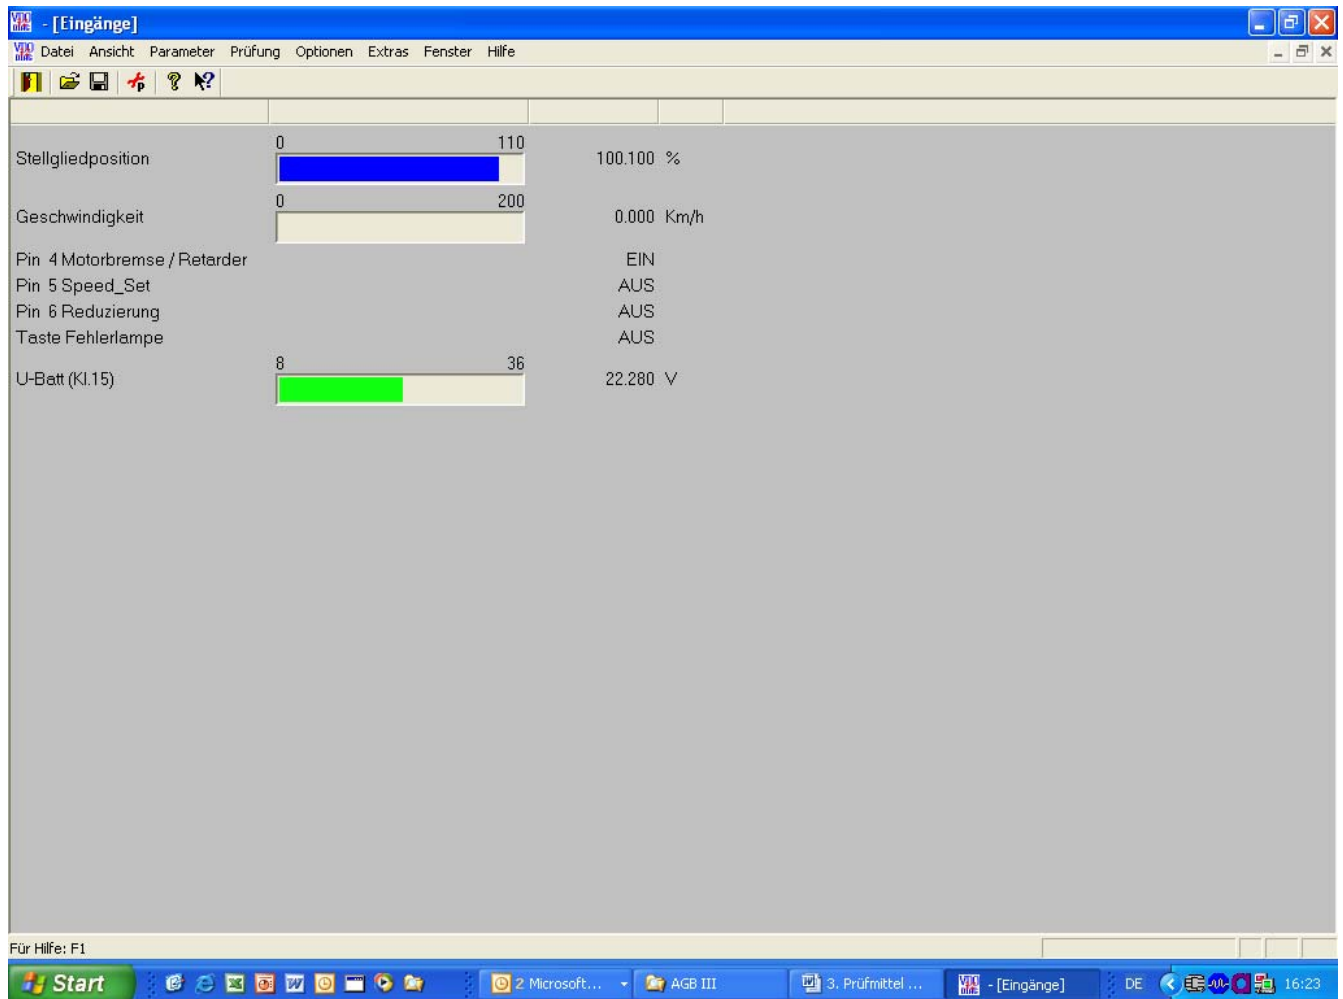 - [Eingänge]
Datei Ansicht Parameter Prüfung Optionen Extras Fenster Hilfe
0 110
Stellgliedposition 100.100 %
0 200
Geschwindigkeit 0.000 Km/h
Pin 4 Motorbremse / Retarder EIN
Pin 5 Speed_Set AUS
Pin 6 Reduzierung AUS
Taste Fehlerlampe AUS
8 36
U-Batt (Kl.15) 22.280 V
Für Hilfe: F1
Start 2 Microsoft... AGB III 3. Prüfmittel ... - [Eingänge] DE 16:23